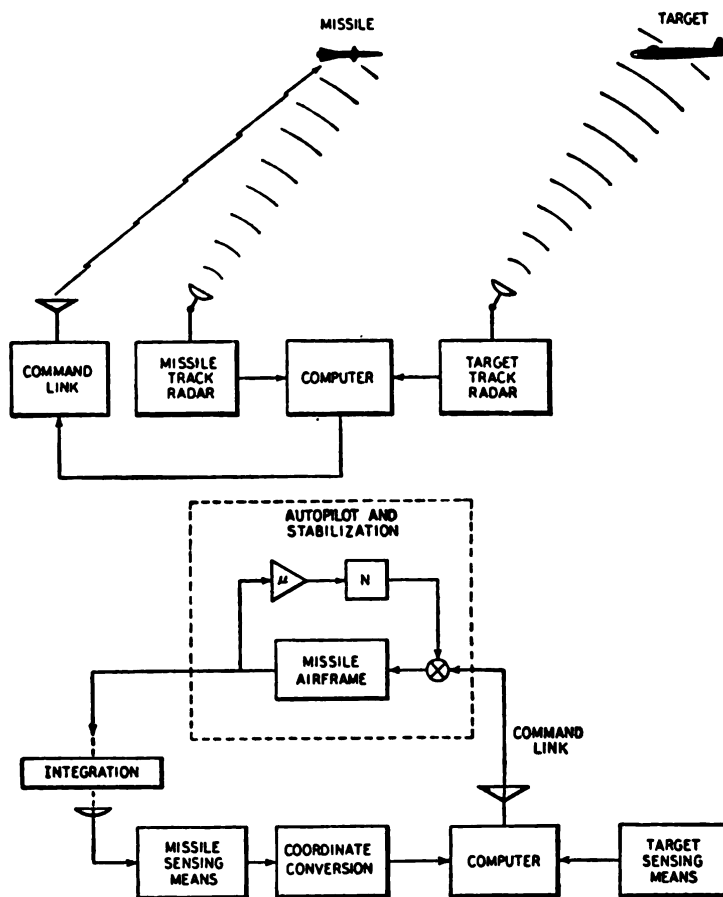 MISSILE
TARGET
COMMAND
LINK
MISSILE
TRACK
RADAR
COMPUTER
TARGET
TRACK
RADAR
AUTOPILOT AND
STABILIZATION
μ
N
MISSILE
AIRFRAME
COMMAND
LINK
INTEGRATION
MISSILE
SENSING
MEANS
COORDINATE
CONVERSION
COMPUTER
TARGET
SENSING
MEANS